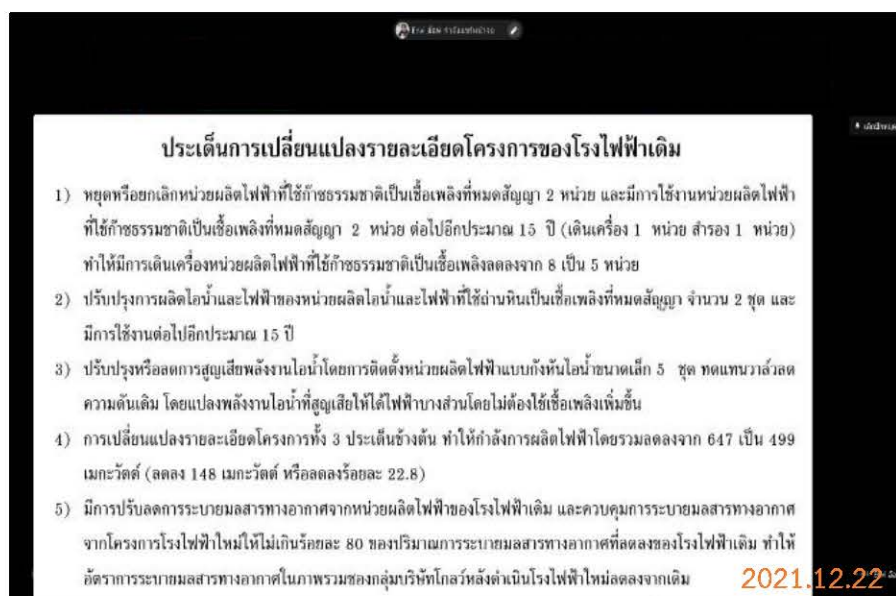 ประเด็นการเปลี่ยนแปลงรายละเอียดโครงการของโรงไฟฟ้าเดิม
1) หยุดหรือยกเลิกหน่วยผลิตไฟฟ้าที่ใช้ก๊าซธรรมชาติเป็นเชื้อเพลิงที่หมดสัญญา 2 หน่วย และมีการใช้งานหน่วยผลิตไฟฟ้า
ที่ใช้ก๊าซธรรมชาติเป็นเชื้อเพลิงที่หมดสัญญา 2 หน่วย ต่อไปอีกประมาณ 15 ปี (เดินเครื่อง 1 หน่วย สำรอง 1 หน่วย)
ทำให้มีการเดินเครื่องหน่วยผลิตไฟฟ้าที่ใช้ก๊าซธรรมชาติเป็นเชื้อเพลิงลดลงจาก 8 เป็น 5 หน่วย
2) ปรับปรุงการผลิตไอน้ำและไฟฟ้าของหน่วยผลิตไอน้ำและไฟฟ้าที่ใช้ถ่านหินเป็นเชื้อเพลิงที่หมดสัญญา จำนวน 2 ชุด และ
มีการใช้งานต่อไปอีกประมาณ 15 ปี
3) ปรับปรุงหรือลดการสูญเสียพลังงานไอน้ำโดยการติดตั้งหน่วยผลิตไฟฟ้าแบบกังหันไอน้ำขนาดเล็ก 5 ชุด ทดแทนวาล์วลด
ความดันเดิม โดยแปลงพลังงานไอน้ำที่สูญเสียให้ได้ไฟฟ้าบางส่วนโดยไม่ต้องใช้เชื้อเพลิงเพิ่มขึ้น
4) การเปลี่ยนแปลงรายละเอียดโครงการทั้ง 3 ประเด็นข้างต้น ทำให้กำลังการผลิตไฟฟ้าโดยรวมลดลงจาก 647 เป็น 499
เมกะวัตต์ (ลดลง 148 เมกะวัตต์ หรือลดลงร้อยละ 22.8)
5) มีการปรับลดการระบายมลสารทางอากาศจากหน่วยผลิตไฟฟ้าของโรงไฟฟ้าเดิม และควบคุมการระบายมลสารทางอากาศ
จากโครงการโรงไฟฟ้าใหม่ให้ไม่เกินร้อยละ 80 ของปริมาณการระบายมลสารทางอากาศที่ลดลงของโรงไฟฟ้าเดิม ทำให้
อัตราการระบายมลสารทางอากาศในภาพรวมของกลุ่มบริษัทโกลว์หลังดำเนินโรงไฟฟ้าใหม่ลดลงจากเดิม
2021.12.22